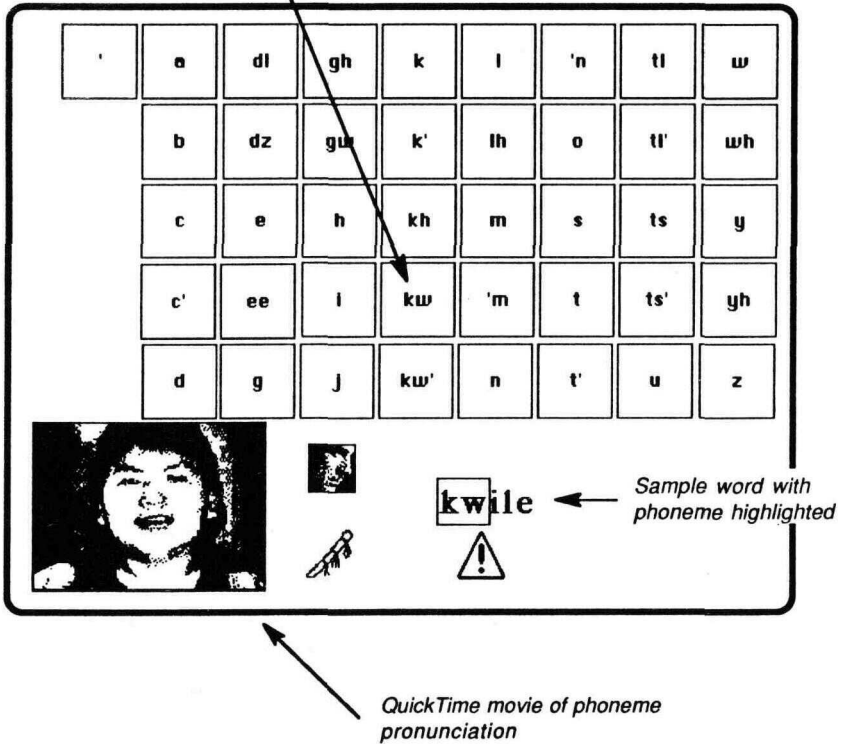 ' a dl gh k l 'n tl w
b dz gw k' lh o tl' wh
c e h kh m s ts y
c' ee i kw 'm t ts' yh
d g j kw' n t' u z
kwile
Sample word with
phoneme highlighted
QuickTime movie of phoneme
pronunciation